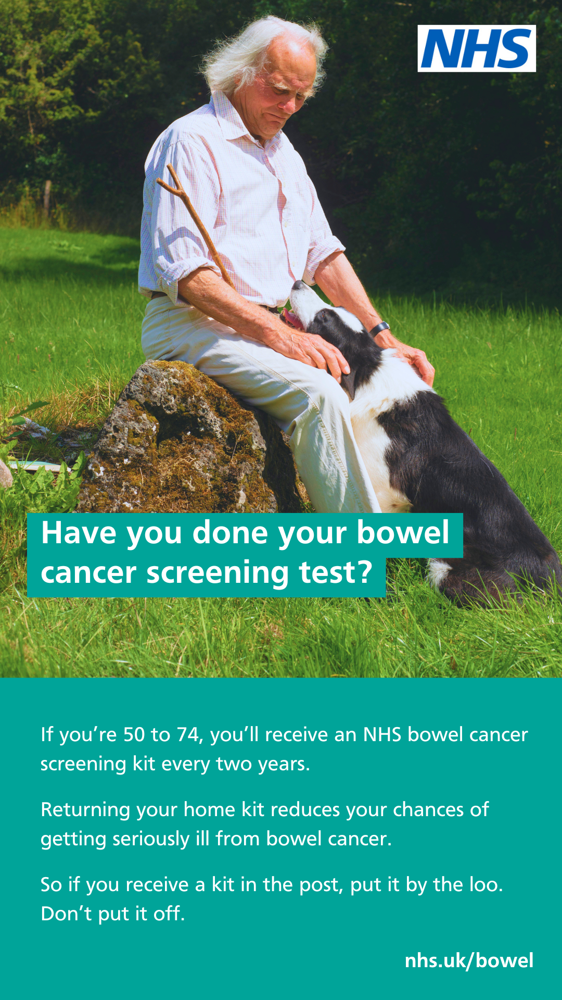 NHS
Have you done your bowel
cancer screening test?
If you’re 50 to 74, you’ll receive an NHS bowel cancer
screening kit every two years.
Returning your home kit reduces your chances of
getting seriously ill from bowel cancer.
So if you receive a kit in the post, put it by the loo.
Don’t put it off.
nhs.uk/bowel